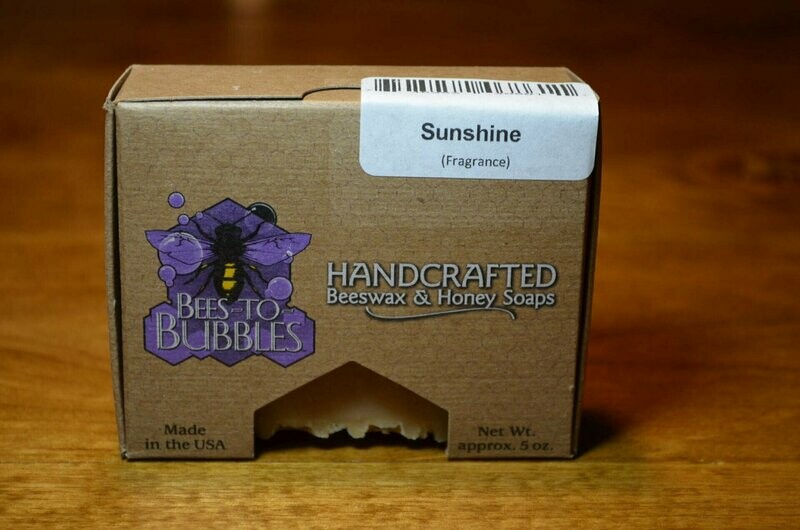 Sunshine
(Fragrance)
BEES-TO-
BUBBLES
HANDCRAFTED
Beeswax & Honey Soaps
Made
in the USA
Net Wt.
approx. 5 oz.